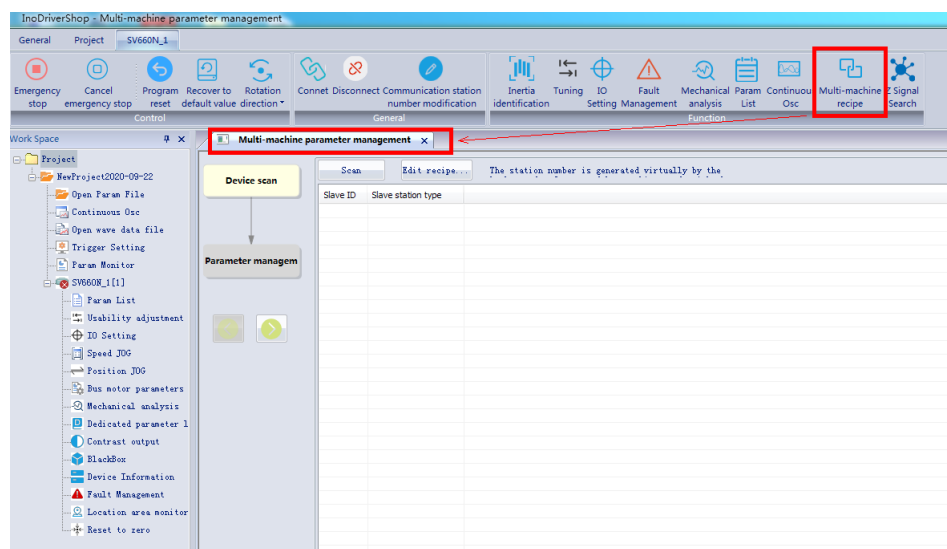 InoDriverShop - Multi-machine parameter management
General Project SV660N_1
Emergency stop
Cancel emergency stop
Program reset
Recover to default value
Rotation direction
Connet
Disconnect
Communication station number modification
Inertia identification
Tuning
IO Setting
Fault Management
Mechanical analysis
Param List
Continuou Osc
Multi-machine recipe
Z Signal Search
Control General Function
Work Space
Multi-machine parameter management x
Project
NewProject2020-09-22
Open Param File
Continuous Osc
Open wave data file
Trigger Setting
Param Monitor
SV660N_1[1]
Param List
Usability adjustment
IO Setting
Speed JOG
Position JOG
Bus motor parameters
Mechanical analysis
Dedicated parameter l
Contrast output
BlackBox
Device Information
Fault Management
Location area monitor
Reset to zero
Device scan
Parameter managem
Scan Edit recipe... The station number is generated virtually by the
Slave ID Slave station type